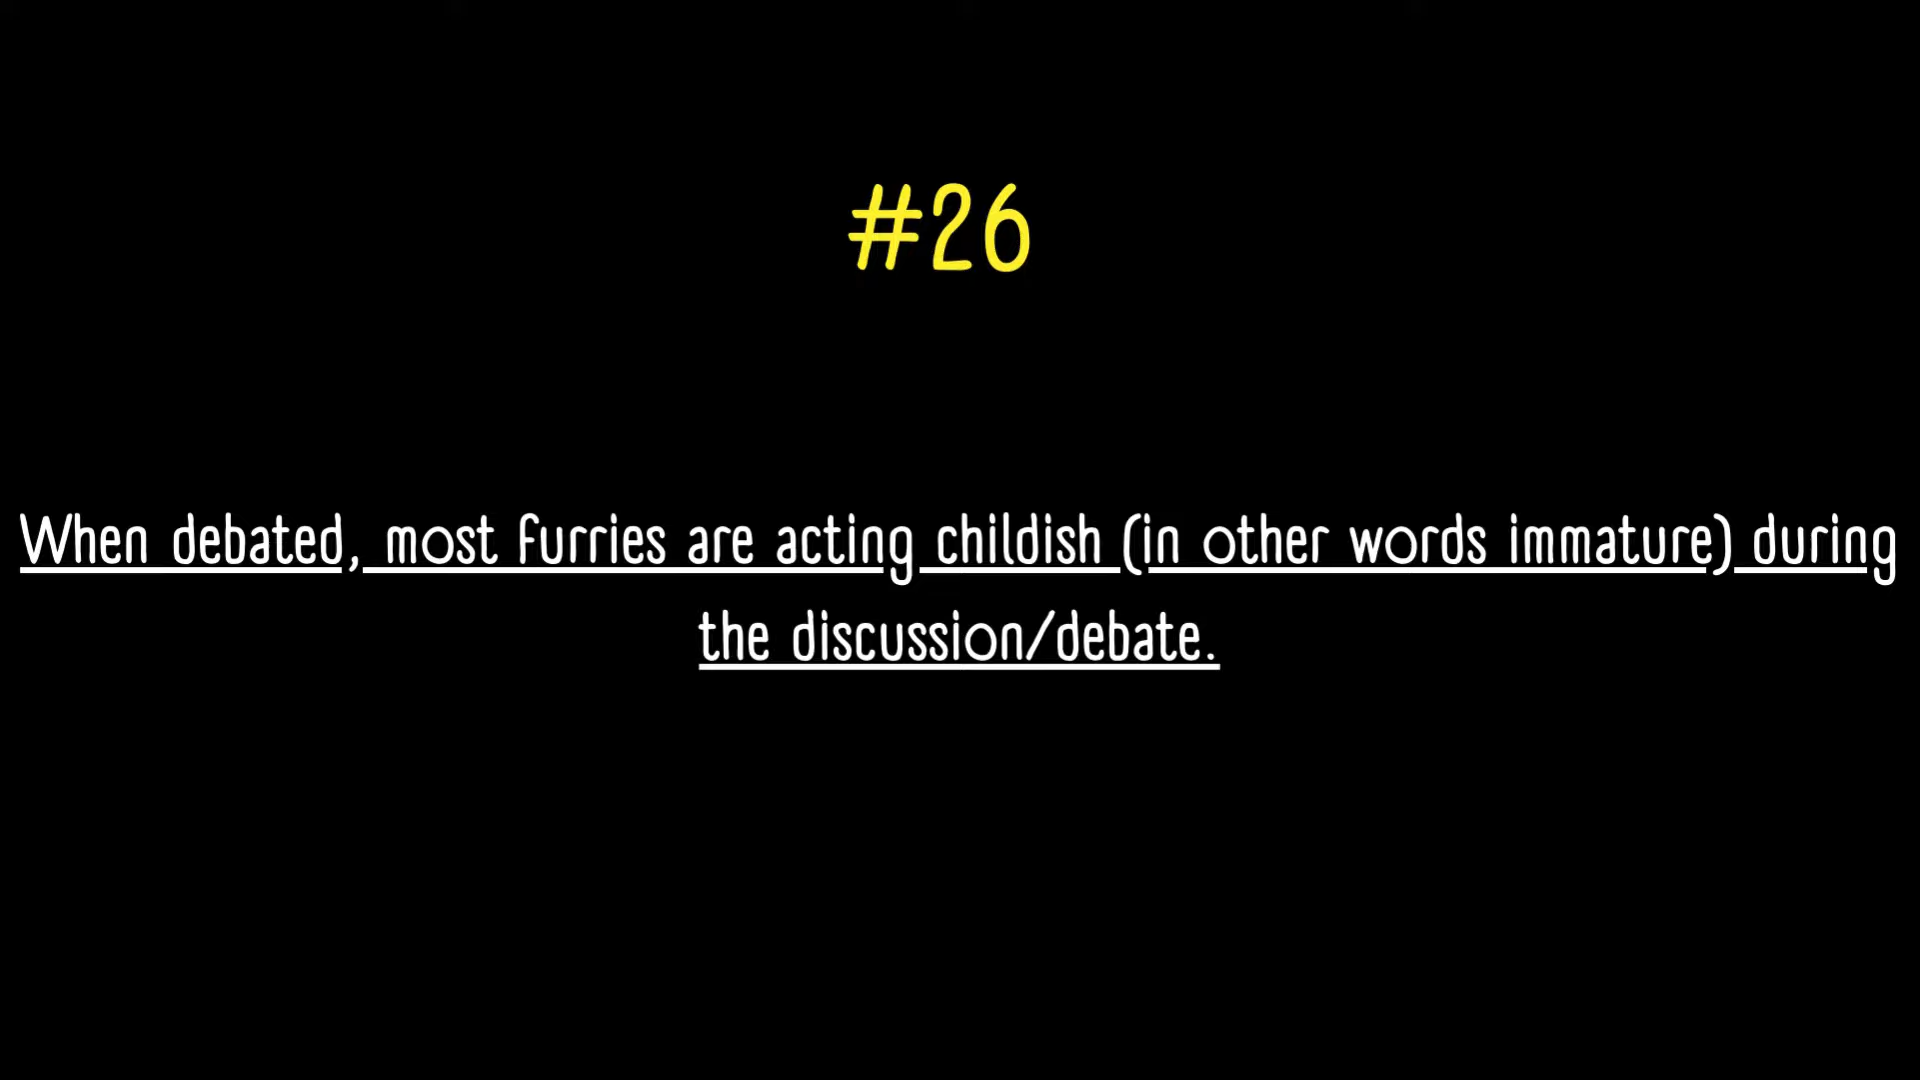 #26
When debated, most furries are acting childish (in other words immature) during
the discussion/debate.